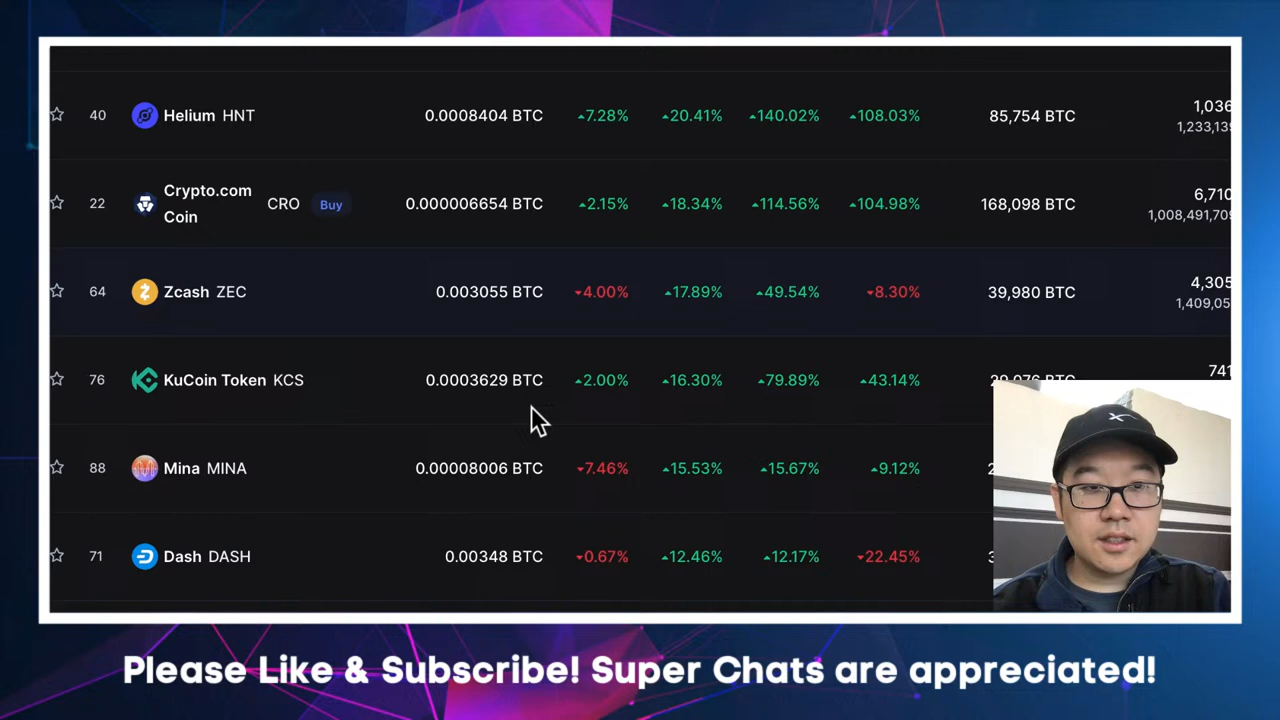 40 Helium HNT 0.0008404 BTC 7.28% 20.41% 140.02% 108.03% 85,754 BTC 1,036
1,233,139
22 Crypto.com Coin CRO Buy 0.000006654 BTC 2.15% 18.34% 114.56% 104.98% 168,098 BTC 6,710
1,008,491,709
64 Zcash ZEC 0.003055 BTC 4.00% 17.89% 49.54% 8.30% 39,980 BTC 4,305
1,409,05
76 KuCoin Token KCS 0.0003629 BTC 2.00% 16.30% 79.89% 43.14% BTC 741
88 Mina MINA 0.00008006 BTC 7.46% 15.53% 15.67% 9.12% 2
71 Dash DASH 0.00348 BTC 0.67% 12.46% 12.17% 22.45% 3
Please Like & Subscribe! Super Chats are appreciated!